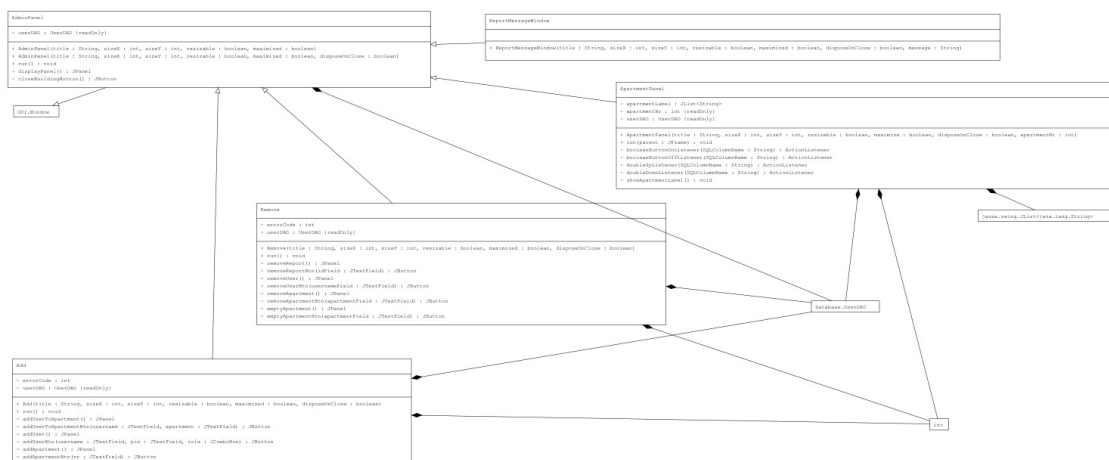 AdminPanel
- userDAO : UserDAO (readOnly)
+ AdminPanel(title : String, sizeX : int, sizeY : int, resizable : boolean, maximized : boolean)
+ AdminPanel(title : String, sizeX : int, sizeY : int, resizable : boolean, maximized : boolean, disposeOnClose : boolean)
+ run() : void
- displayPanel() : JPanel
- closeBuildingButton() : JButton
ReportMessageWindow
+ ReportMessageWindow(title : String, sizeX : int, sizeY : int, resizable : boolean, maximized : boolean, disposeOnClose : boolean, message : String)
GUI.Window
ApartmentPanel
- apartmentLabel : JList<String>
- apartmentNr : int (readOnly)
- userDAO : UserDAO (readOnly)
+ ApartmentPanel(title : String, sizeX : int, sizeY : int, resizable : boolean, maximize : boolean, disposeOnClose : boolean, apartmentNr : int)
+ run(parent : JFrame) : void
- booleanButtonOnListener(SQLColumnName : String) : ActionListener
- booleanButtonOffListener(SQLColumnName : String) : ActionListener
- doubleUpListener(SQLColumnName : String) : ActionListener
- doubleDownListener(SQLColumnName : String) : ActionListener
- showApartmentLabel() : void
javax.swing.JList<java.lang.String>
Remove
- errorCode : int
- userDAO : UserDAO (readOnly)
+ Remove(title : String, sizeX : int, sizeY : int, resizable : boolean, maximized : boolean, disposeOnClose : boolean)
+ run() : void
- removeReport() : JPanel
- removeReportBtn(idField : JTextField) : JButton
- removeUser() : JPanel
- removeUserBtn(usernameField : JTextField) : JButton
- removeApartment() : JPanel
- removeApartmentBtn(apartmentField : JTextField) : JButton
- emptyApartment() : JPanel
- emptyApartmentBtn(apartmentField : JTextField) : JButton
Database.UserDAO
Add
- errorCode : int
- userDAO : UserDAO (readOnly)
+ Add(title : String, sizeX : int, sizeY : int, resizable : boolean, maximized : boolean, disposeOnClose : boolean)
+ run() : void
- addUserToApartment() : JPanel
- addUserToApartmentBtn(username : JTextField, apartment : JTextField) : JButton
- addUser() : JPanel
- addUserBtn(username : JTextField, pin : JTextField, role : JComboBox) : JButton
- addApartment() : JPanel
- addApartmentBtn(nr : JTextField) : JButton
int